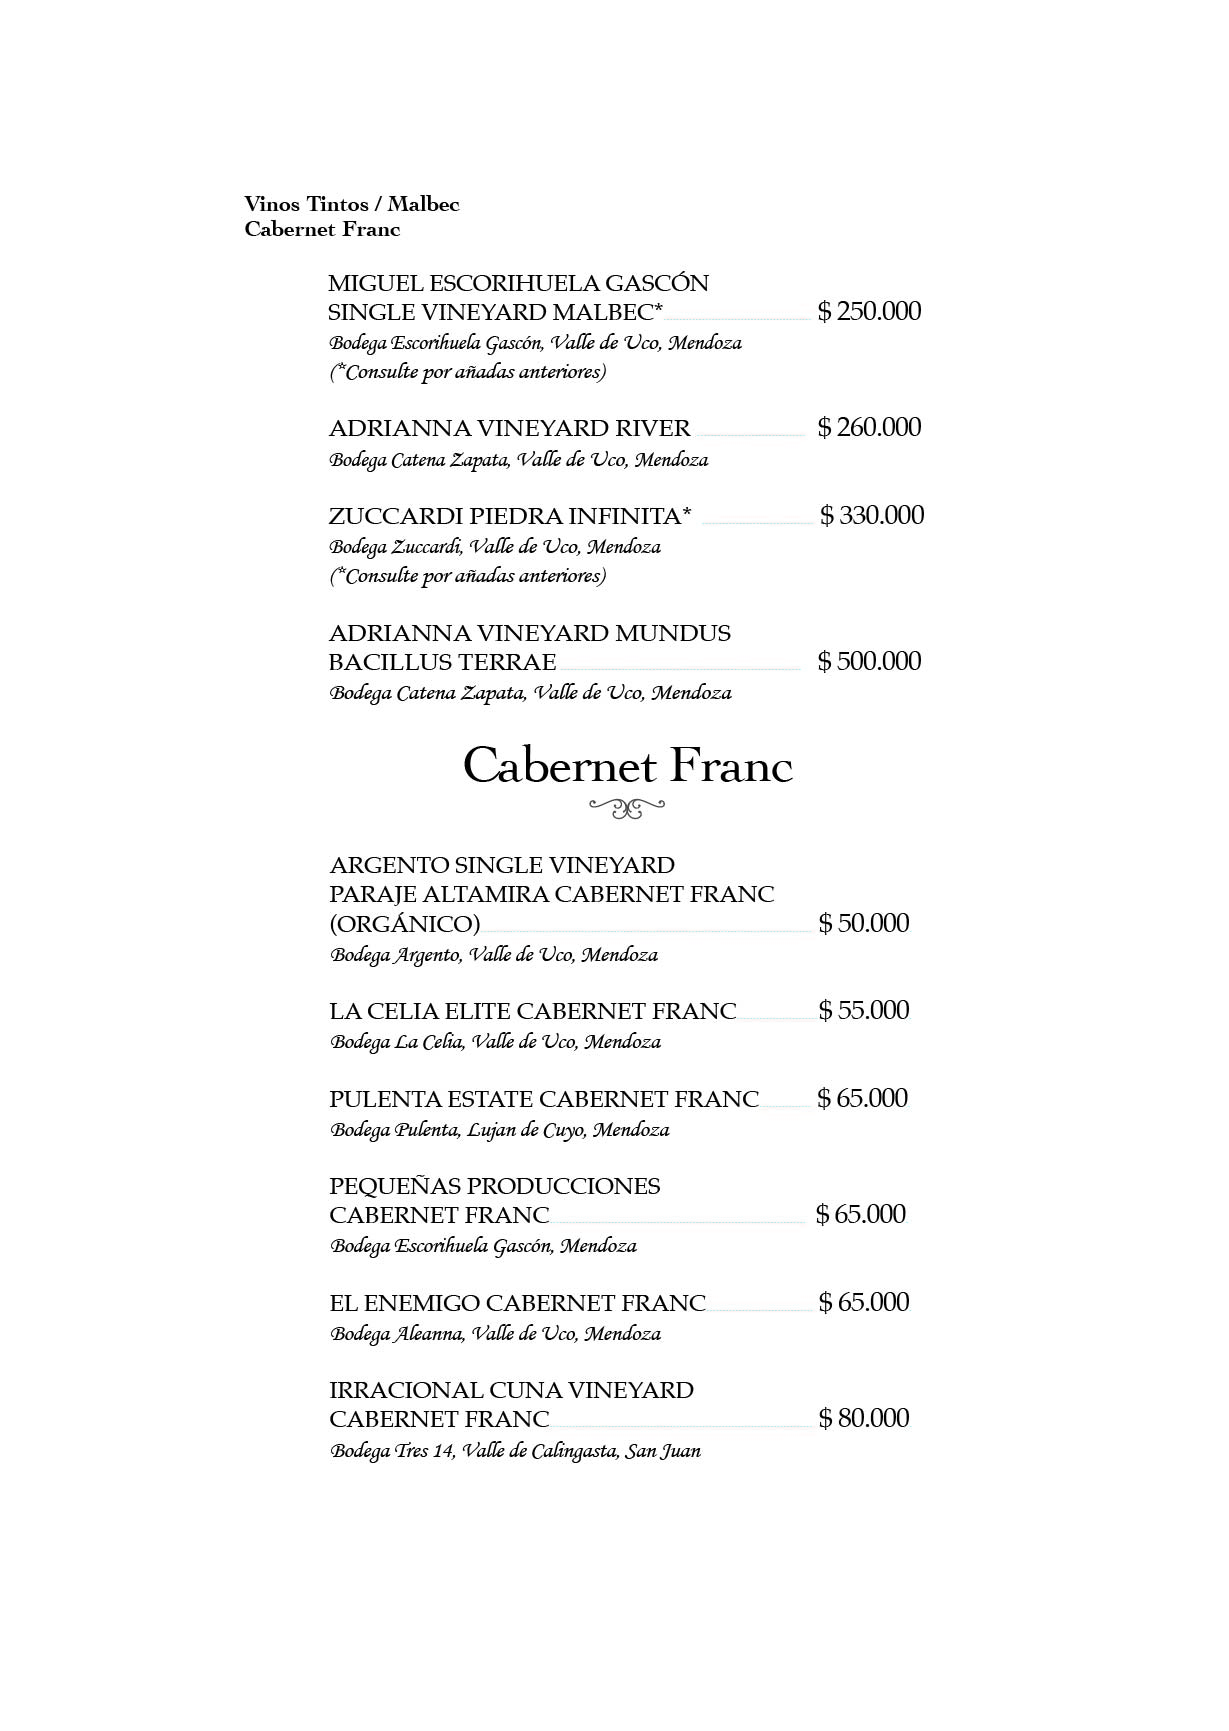 Vinos Tintos / Malbec
Cabernet Franc
MIGUEL ESCORIHUELA GASCÓN
SINGLE VINEYARD MALBEC* $ 250.000
Bodega Escorihuela Gascón, Valle de Uco, Mendoza
(*Consulte por añadas anteriores)
ADRIANNA VINEYARD RIVER $ 260.000
Bodega Catena Zapata, Valle de Uco, Mendoza
ZUCCARDI PIEDRA INFINITA* $ 330.000
Bodega Zuccardi, Valle de Uco, Mendoza
(*Consulte por añadas anteriores)
ADRIANNA VINEYARD MUNDUS
BACILLUS TERRAE $ 500.000
Bodega Catena Zapata, Valle de Uco, Mendoza
Cabernet Franc
ARGENTO SINGLE VINEYARD
PARAJE ALTAMIRA CABERNET FRANC
(ORGÁNICO) $ 50.000
Bodega Argento, Valle de Uco, Mendoza
LA CELIA ELITE CABERNET FRANC $ 55.000
Bodega La Celia, Valle de Uco, Mendoza
PULENTA ESTATE CABERNET FRANC $ 65.000
Bodega Pulenta, Lujan de Cuyo, Mendoza
PEQUEÑAS PRODUCCIONES
CABERNET FRANC $ 65.000
Bodega Escorihuela Gascón, Mendoza
EL ENEMIGO CABERNET FRANC $ 65.000
Bodega Aleanna, Valle de Uco, Mendoza
IRRACIONAL CUNA VINEYARD
CABERNET FRANC $ 80.000
Bodega Tres 14, Valle de Calingasta, San Juan